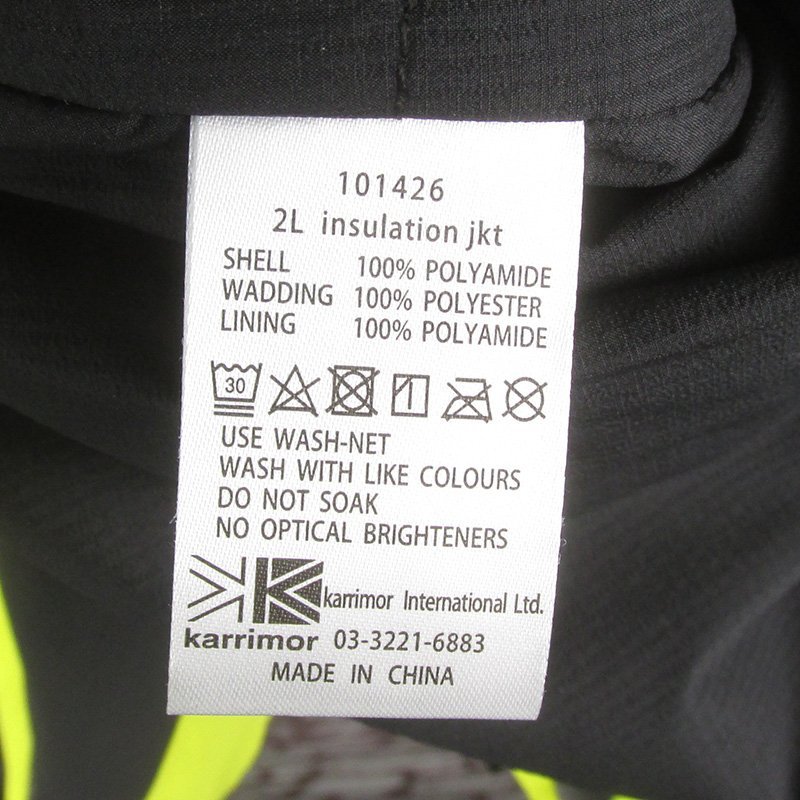 101426
2L insulation jkt
SHELL 100% POLYAMIDE
WADDING 100% POLYESTER
LINING 100% POLYAMIDE
30
USE WASH-NET
WASH WITH LIKE COLOURS
DO NOT SOAK
NO OPTICAL BRIGHTENERS
karrimor International Ltd.
karrimor 03-3221-6883
MADE IN CHINA